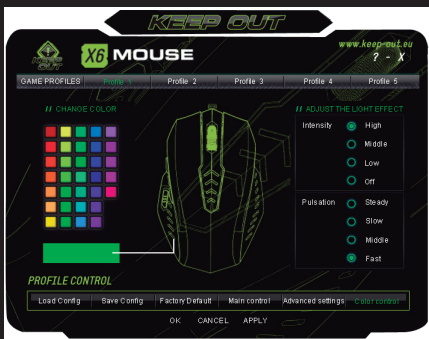 KEEP OUT
KEEP OUT
X6 MOUSE
www.keep-out.eu
? - X
GAME PROFILES Profile 1 Profile 2 Profile 3 Profile 4 Profile 5
// CHANGE COLOR
// ADJUST THE LIGHT EFFECT
Intensity High
Middle
Low
Off
Pulsation Steady
Slow
Middle
Fast
PROFILE CONTROL
Load Config Save Config Factory Default Main control Advanced settings Color control
OK CANCEL APPLY